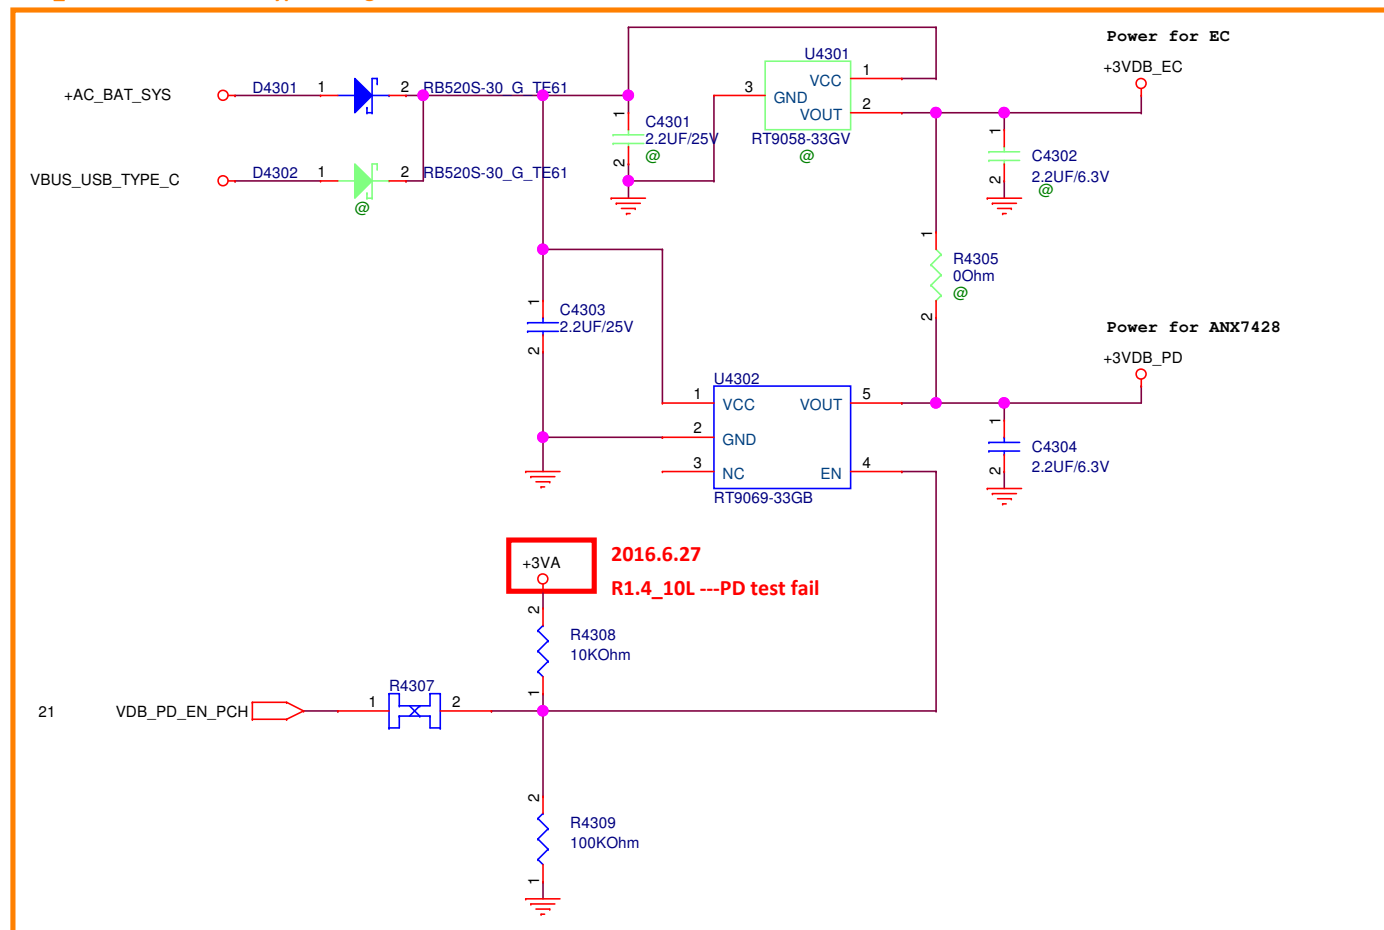 Power for EC
U4301
+3VDB_EC
VCC 1
+AC_BAT_SYS D4301 1 2 RB520S-30_G_TE61
3 GND
VOUT 2
1 C4301
2.2UF/25V
@
2
RT9058-33GV
@
1 C4302
2.2UF/6.3V
@
2
VBUS_USB_TYPE_C D4302 1 2 RB520S-30_G_TE61
@
1 R4305
0Ohm
@
2
1 C4303
2.2UF/25V
2
Power for ANX7428
+3VDB_PD
U4302
1 VCC VOUT 5
2 GND
3 NC EN 4
RT9069-33GB
1 C4304
2.2UF/6.3V
2
+3VA
2016.6.27
R1.4_10L ---PD test fail
2
R4308
10KOhm
1
21 VDB_PD_EN_PCH 1 R4307 2
2
R4309
100KOhm
1